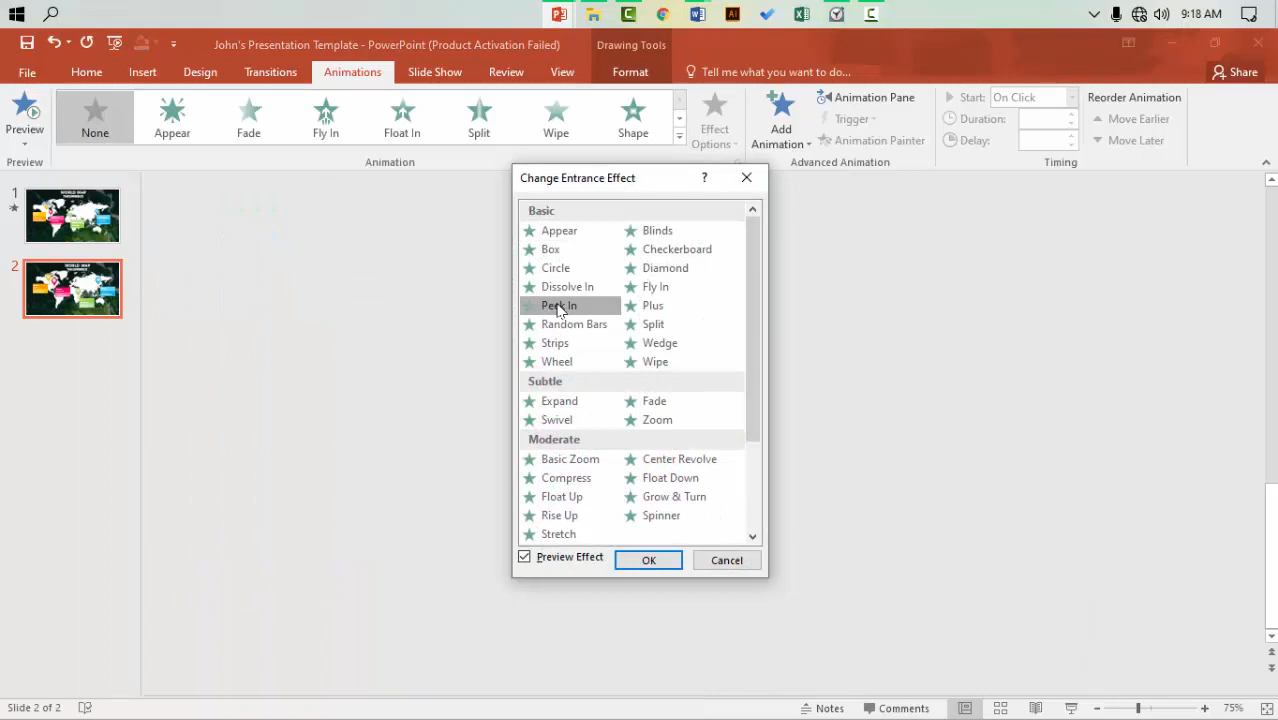 9:18 AM
John's Presentation Template - PowerPoint (Product Activation Failed)
Drawing Tools
File Home Insert Design Transitions Animations Slide Show Review View Format Tell me what you want to do... Share
Preview
None Appear Fade Fly In Float In Split Wipe Shape
Effect Options
Add Animation
Animation Pane
Trigger
Animation Painter
Start: On Click
Duration:
Delay:
Reorder Animation
Move Earlier
Move Later
Preview Animation Advanced Animation Timing
Change Entrance Effect ?
Basic
Appear Blinds
Box Checkerboard
Circle Diamond
Dissolve In Fly In
Peek In Plus
Random Bars Split
Strips Wedge
Wheel Wipe
Subtle
Expand Fade
Swivel Zoom
Moderate
Basic Zoom Center Revolve
Compress Float Down
Float Up Grow & Turn
Rise Up Spinner
Stretch
Preview Effect OK Cancel
1
WORLD MAP
2
WORLD MAP
Slide 2 of 2 Notes Comments 75%